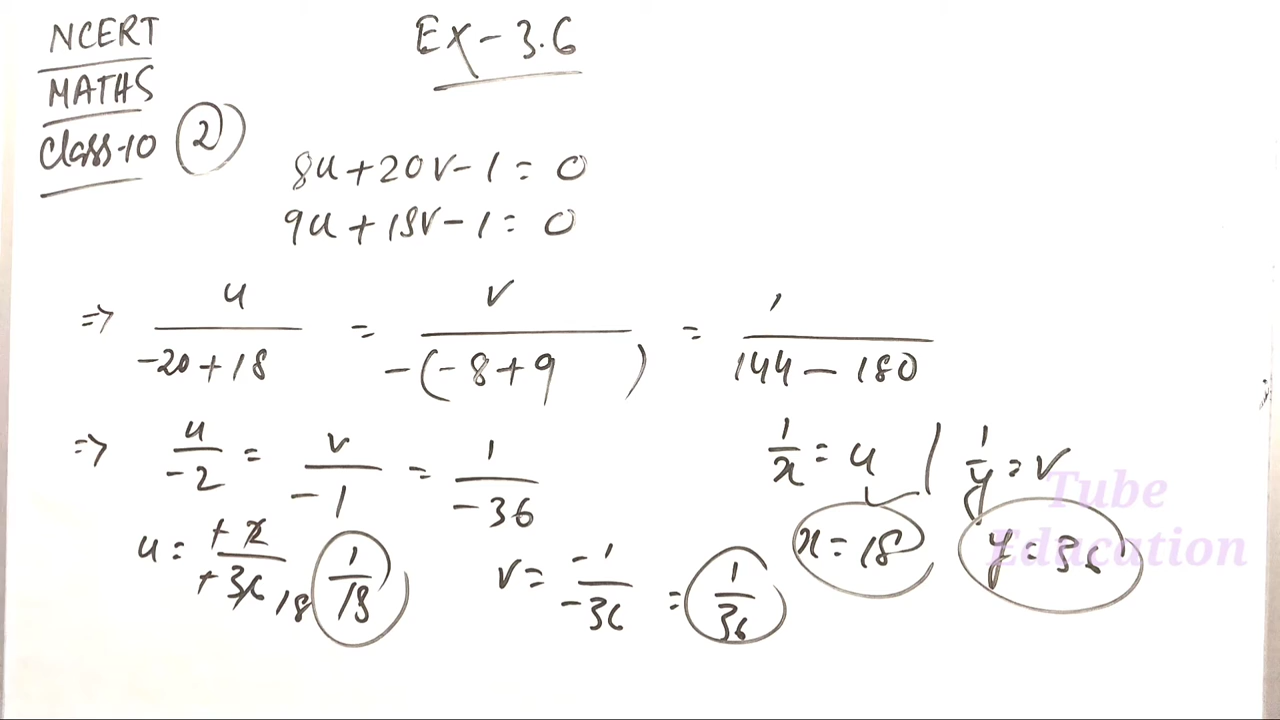 NCERT
MATHS
Class-10
Ex-3.6
2
8u+20v-1=0
9u+18v-1=0
⇒ u/(-20+18) = v/(-(-8+9)) = 1/(144-180)
⇒ u/-2 = v/-1 = 1/-36
1/x = u | 1/y = v
u = +2/+36 18 1/18
v = -1/-36 = 1/36
x = 18
y = 36
Tube
Education